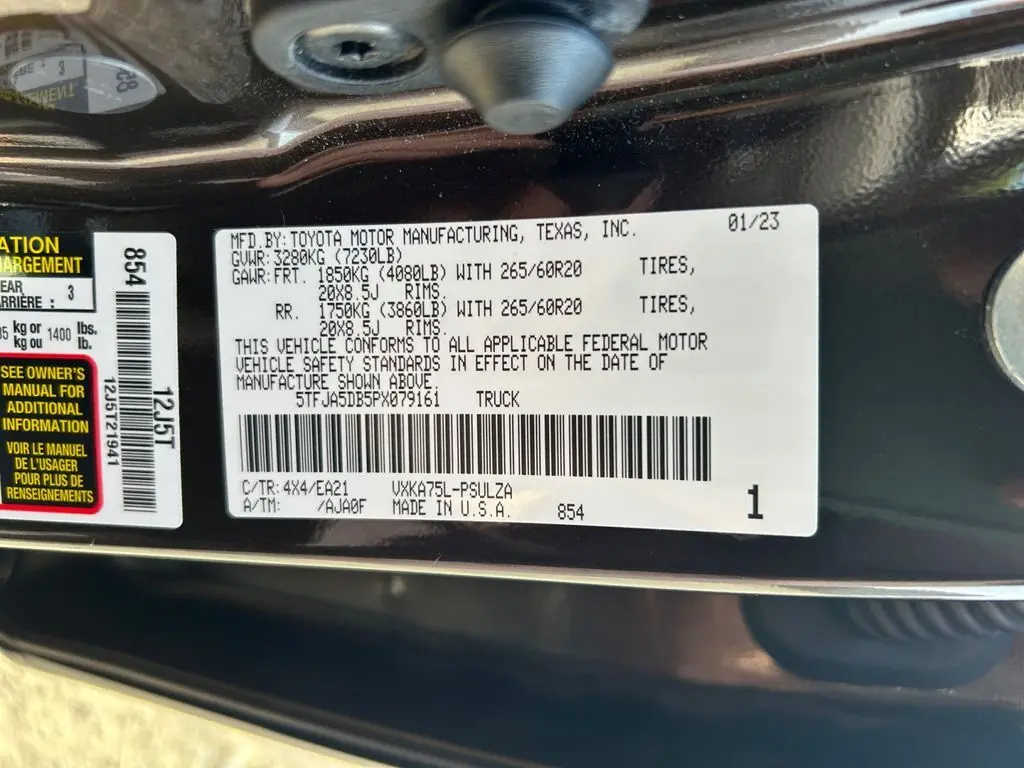 MFD.BY:TOYOTA MOTOR MANUFACTURING, TEXAS, INC. 01/23
GVWR:3280KG (7230LB)
GAWR:FRT. 1850KG (4080LB) WITH 265/60R20 TIRES,
20X8.5J RIMS.
RR. 1750KG (3860LB) WITH 265/60R20 TIRES,
20X8.5J RIMS.
THIS VEHICLE CONFORMS TO ALL APPLICABLE FEDERAL MOTOR
VEHICLE SAFETY STANDARDS IN EFFECT ON THE DATE OF
MANUFACTURE SHOWN ABOVE.
5TFJA5DB5PX079161 TRUCK
C/TR:4X4/EA21 VXKA75L-PSULZA
A/TM: /AJA0F MADE IN U.S.A. 854 1
ATION
ARGEMENT
EAR
ARRIÈRE : 3
35 kg or 1400 lbs.
kg ou lb.
SEE OWNER'S
MANUAL FOR
ADDITIONAL
INFORMATION
VOIR LE MANUEL
DE L'USAGER
POUR PLUS DE
RENSEIGNEMENTS
854
12J5T
12J5T21941